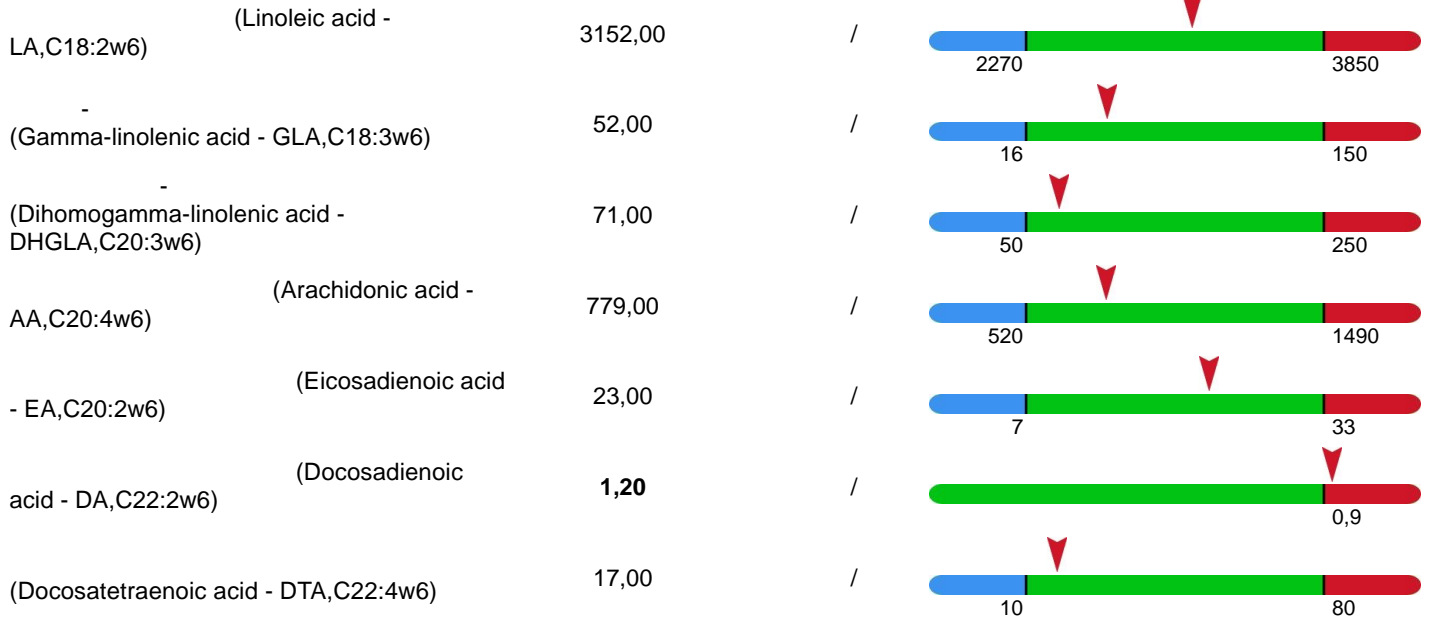 (Linoleic acid -
LA,C18:2w6)
3152,00
/
2270
3850
-
(Gamma-linolenic acid - GLA,C18:3w6)
52,00
/
16
150
-
(Dihomogamma-linolenic acid -
DHGLA,C20:3w6)
71,00
/
50
250
(Arachidonic acid -
AA,C20:4w6)
779,00
/
520
1490
(Eicosadienoic acid
- EA,C20:2w6)
23,00
/
7
33
(Docosadienoic
acid - DA,C22:2w6)
1,20
/
0,9
(Docosatetraenoic acid - DTA,C22:4w6)
17,00
/
10
80